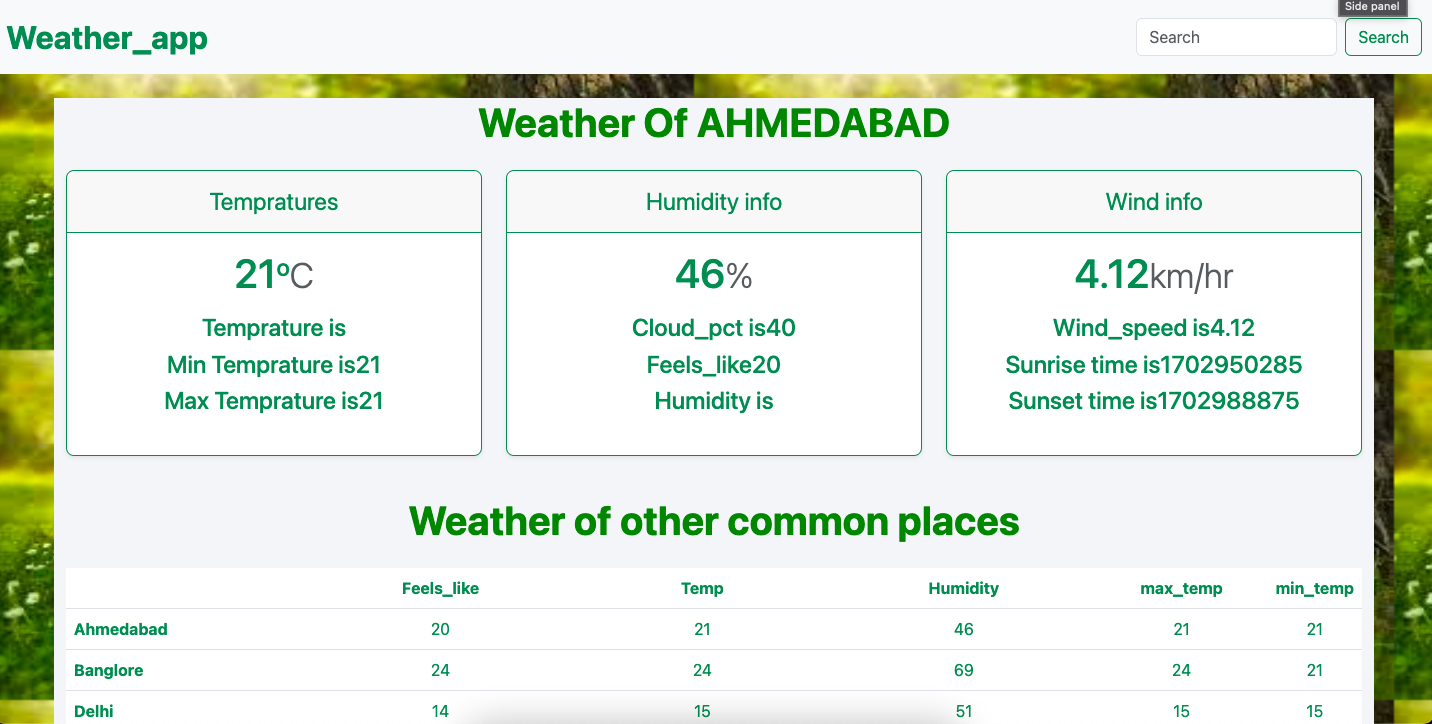 Side panel
Weather_app
Search
Search
Weather Of AHMEDABAD
Tempratures
21ºC
Temprature is
Min Temprature is21
Max Temprature is21
Humidity info
46%
Cloud_pct is40
Feels_like20
Humidity is
Wind info
4.12km/hr
Wind_speed is4.12
Sunrise time is1702950285
Sunset time is1702988875
Weather of other common places
Feels_like Temp Humidity max_temp min_temp
Ahmedabad 20 21 46 21 21
Banglore 24 24 69 24 21
Delhi 14 15 51 15 15